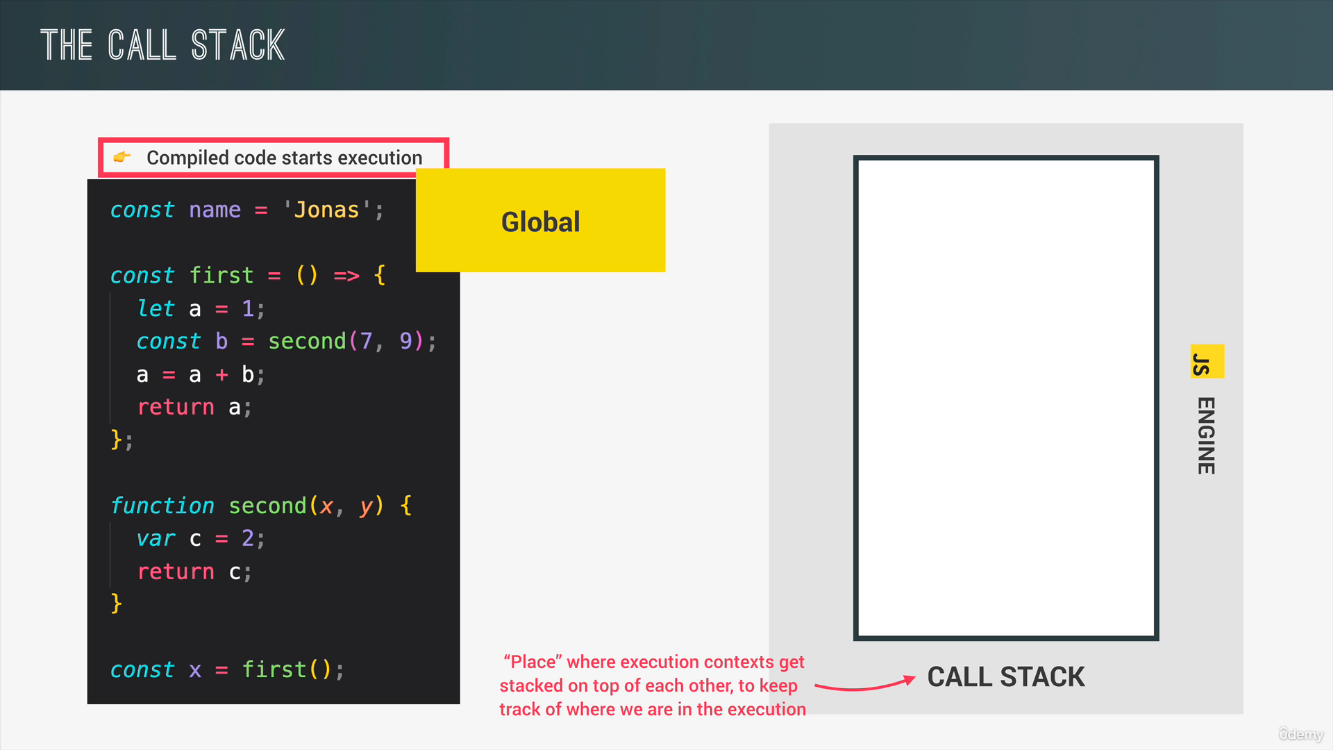 THE CALL STACK
👉 Compiled code starts execution
const name = 'Jonas';
const first = () => {
  let a = 1;
  const b = second(7, 9);
  a = a + b;
  return a;
};
function second(x, y) {
  var c = 2;
  return c;
}
const x = first();
Global
“Place” where execution contexts get
stacked on top of each other, to keep
track of where we are in the execution
CALL STACK
JS ENGINE
ûdemy